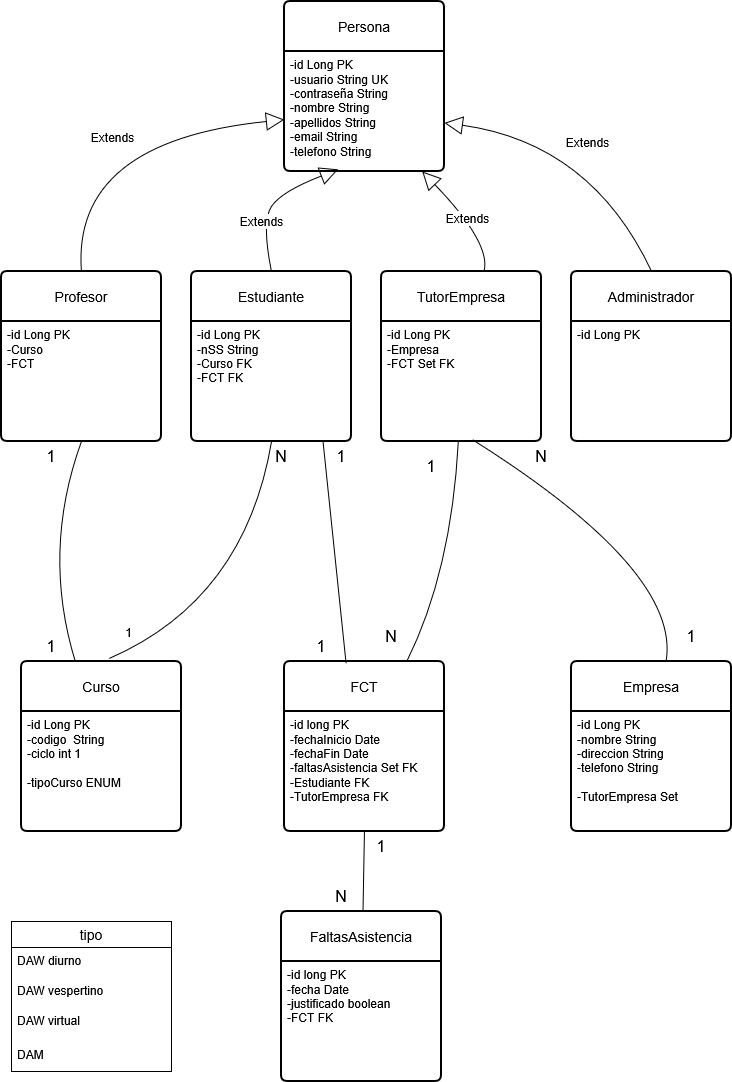 Persona
-id Long PK
-usuario String UK
-contraseña String
-nombre String
-apellidos String
-email String
-telefono String
Extends
Extends
Extends
Extends
Profesor
-id Long PK
-Curso
-FCT
Estudiante
-id Long PK
-nSS String
-Curso FK
-FCT FK
TutorEmpresa
-id Long PK
-Empresa
-FCT Set FK
Administrador
-id Long PK
1
N
1
1
N
1
1
1
N
1
Curso
-id Long PK
-codigo String
-ciclo int 1
-tipoCurso ENUM
FCT
-id long PK
-fechaInicio Date
-fechaFin Date
-faltasAsistencia Set FK
-Estudiante FK
-TutorEmpresa FK
Empresa
-id Long PK
-nombre String
-direccion String
-telefono String
-TutorEmpresa Set
1
N
tipo
DAW diurno
DAW vespertino
DAW virtual
DAM
FaltasAsistencia
-id long PK
-fecha Date
-justificado boolean
-FCT FK